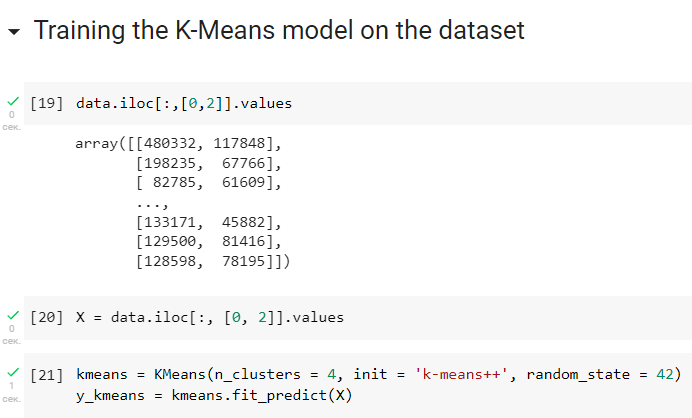 Training the K-Means model on the dataset
[19] data.iloc[:,[0,2]].values
0
сек.
array([[480332, 117848],
[198235,  67766],
[ 82785,  61609],
...,
[133171,  45882],
[129500,  81416],
[128598,  78195]])
[20] X = data.iloc[:, [0, 2]].values
0
сек.
[21] kmeans = KMeans(n_clusters = 4, init = 'k-means++', random_state = 42)
1
y_kmeans = kmeans.fit_predict(X)
сек.